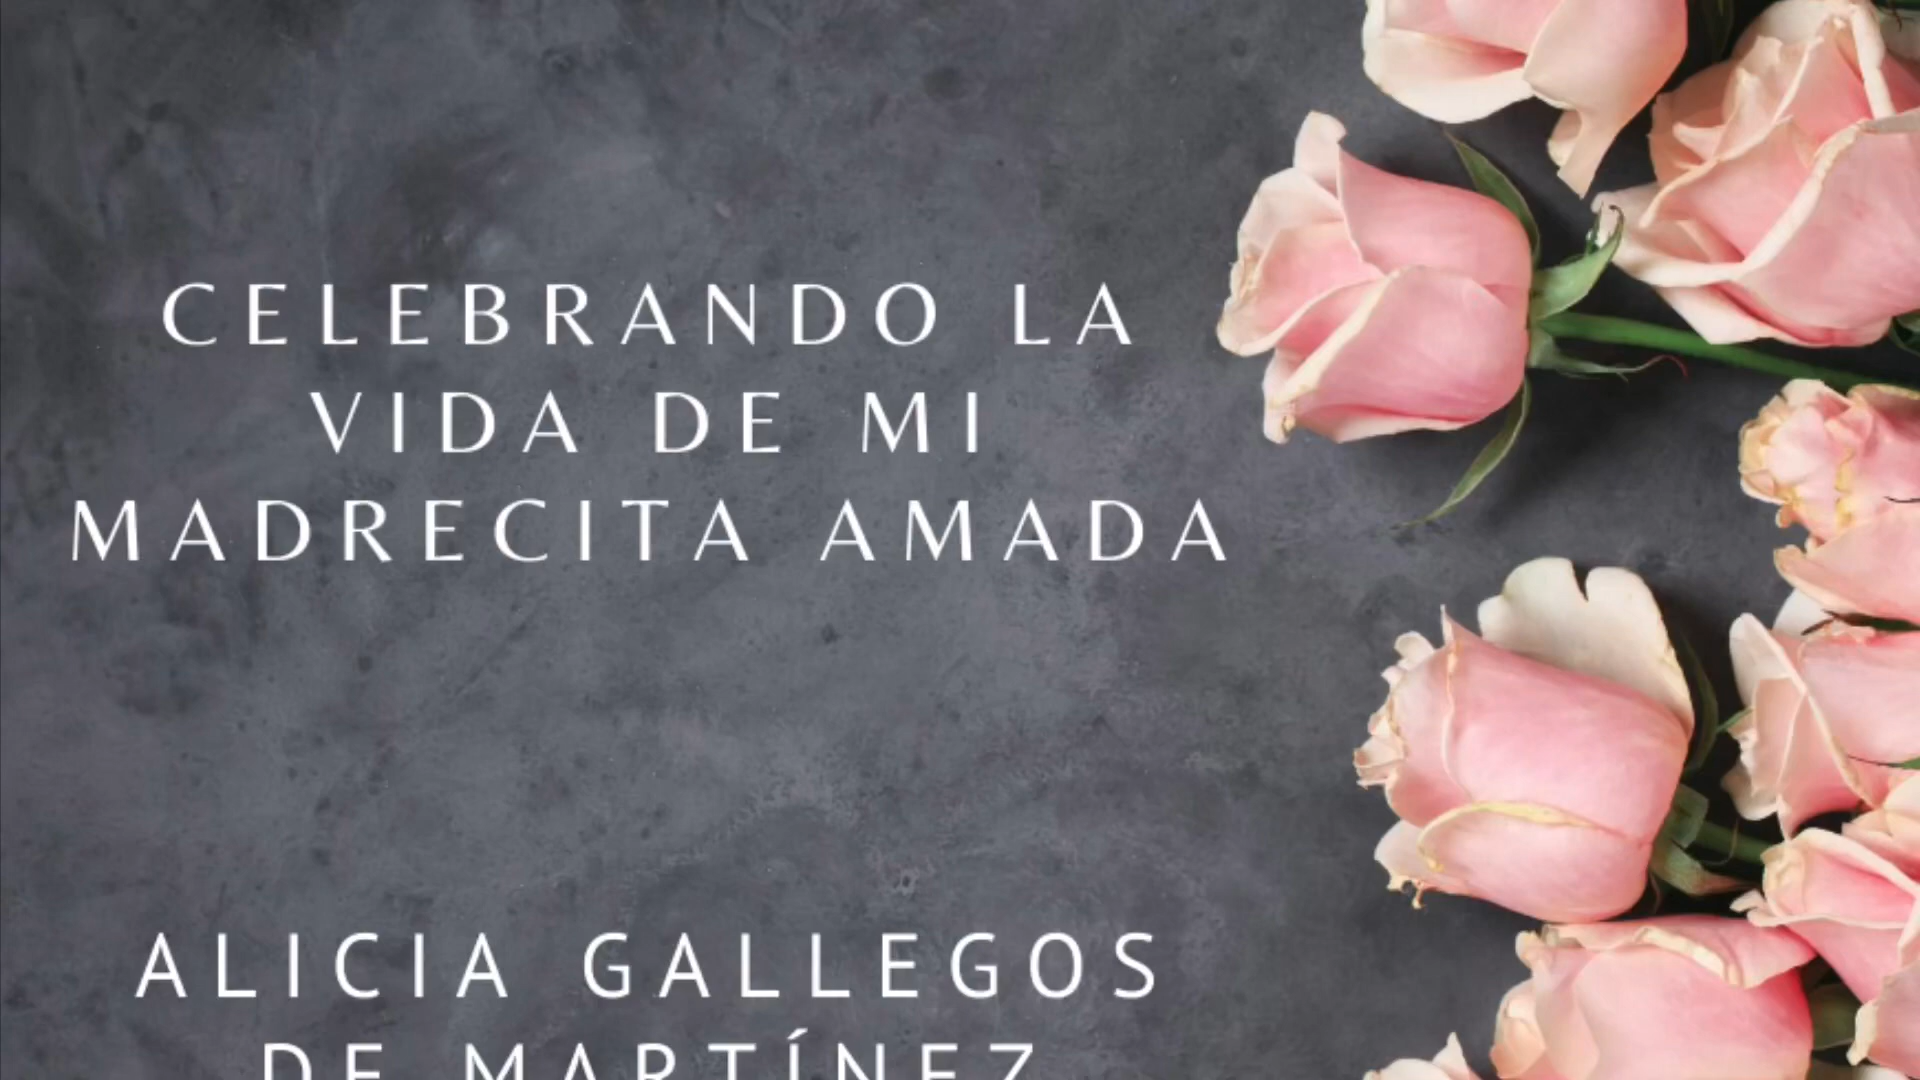 CELEBRANDO LA
VIDA DE MI
MADRECITA AMADA
ALICIA GALLEGOS
DE MARTÍNEZ